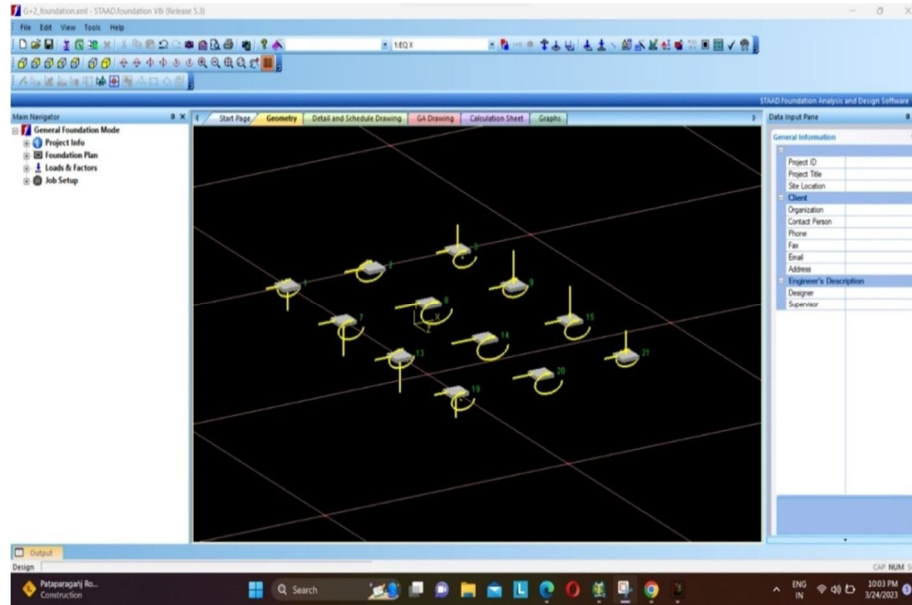 G+2_foundation.xml - STAAD.foundation V8i (Release 5.3)
File Edit View Tools Help
1:EQ X
STAAD.foundation Analysis and Design Software
Main Navigator
General Foundation Mode
Project Info
Foundation Plan
Loads & Factors
Job Setup
Start Page Geometry Detail and Schedule Drawing GA Drawing Calculation Sheet Graphs
1
2
3
7
8
9
13
14
15
19
20
21
X
Z
Data Input Pane
General Information
Project ID
Project Title
Site Location
Client
Organization
Contact Person
Phone
Fax
Email
Address
Engineer's Description
Designer
Supervisor
Output
Design
CAP NUM
Pataparaganj Ro...
Construction
Search
ENG
IN
10:03 PM
3/24/2023